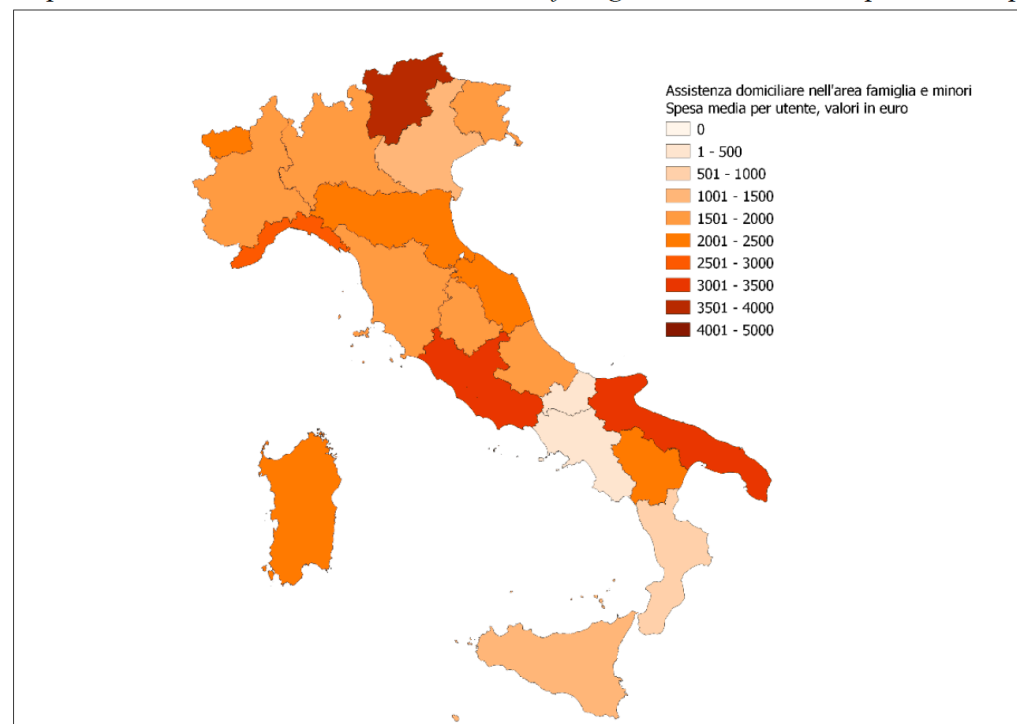 Assistenza domiciliare nell'area famiglia e minori
Spesa media per utente, valori in euro
0
1 - 500
501 - 1000
1001 - 1500
1501 - 2000
2001 - 2500
2501 - 3000
3001 - 3500
3501 - 4000
4001 - 5000